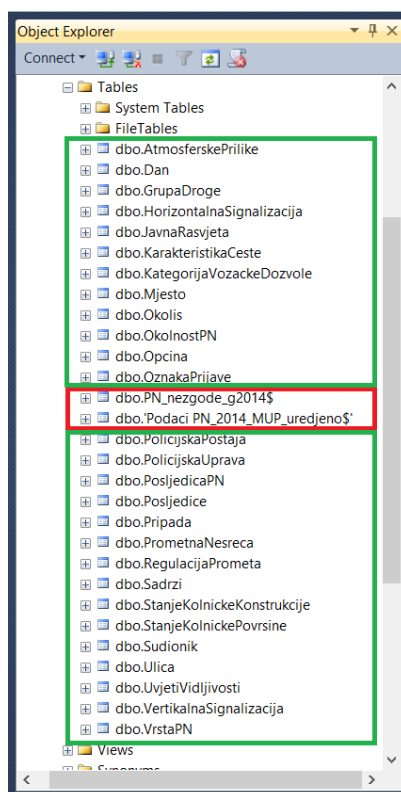 Object Explorer
Connect
Tables
System Tables
FileTables
dbo.AtmosferskePrilike
dbo.Dan
dbo.GrupaDroge
dbo.HorizontalnaSignalizacija
dbo.JavnaRasvjeta
dbo.KarakteristikaCeste
dbo.KategorijaVozackeDozvole
dbo.Mjesto
dbo.Okolis
dbo.OkolnostPN
dbo.Opcina
dbo.OznakaPrijave
dbo.PN_nezgode_g2014$
dbo.'Podaci PN_2014_MUP_uredjeno$'
dbo.PolicijskaPostaja
dbo.PolicijskaUprava
dbo.PosljedicaPN
dbo.Posljedice
dbo.Pripada
dbo.PrometnaNesreca
dbo.RegulacijaPrometa
dbo.Sadrzi
dbo.StanjeKolnickeKonstrukcije
dbo.StanjeKolnickePovrsine
dbo.Sudionik
dbo.Ulica
dbo.UvjetiVidljivosti
dbo.VertikalnaSignalizacija
dbo.VrstaPN
Views
Synonyms